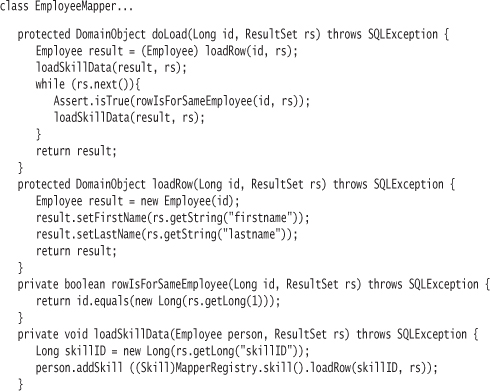 class EmployeeMapper...
protected DomainObject doLoad(Long id, ResultSet rs) throws SQLException {
Employee result = (Employee) loadRow(id, rs);
loadSkillData(result, rs);
while (rs.next()){
Assert.isTrue(rowIsForSameEmployee(id, rs));
loadSkillData(result, rs);
}
return result;
}
protected DomainObject loadRow(Long id, ResultSet rs) throws SQLException {
Employee result = new Employee(id);
result.setFirstName(rs.getString("firstname"));
result.setLastName(rs.getString("lastname"));
return result;
}
private boolean rowIsForSameEmployee(Long id, ResultSet rs) throws SQLException {
return id.equals(new Long(rs.getLong(1)));
}
private void loadSkillData(Employee person, ResultSet rs) throws SQLException {
Long skillID = new Long(rs.getLong("skillID"));
person.addSkill ((Skill)MapperRegistry.skill().loadRow(skillID, rs));
}